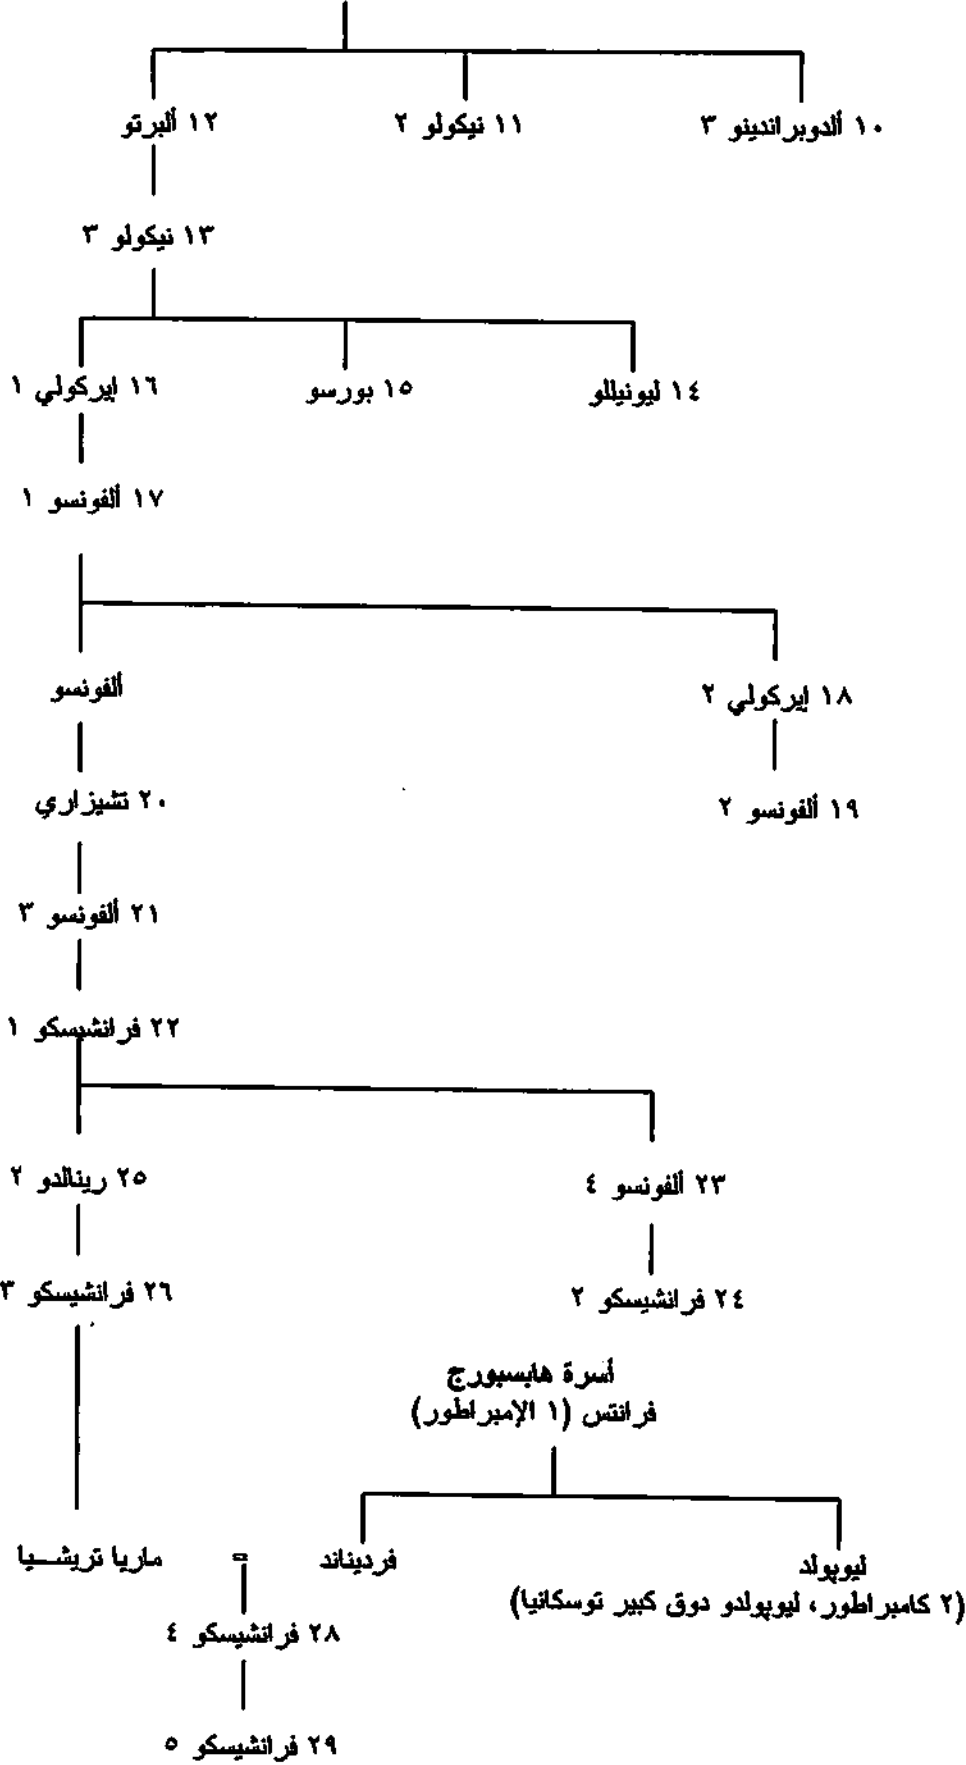 ١٠ ألدوبراندينو ٣
١١ نيكولو ٢
١٢ ألبرتو
١٣ نيكولو ٣
١٤ ليونيللو
١٥ بورسو
١٦ ايركولي ١
١٧ ألفونسو ١
١٨ إيركولي ٢
ألفونسو
١٩ ألفونسو ٢
٢٠ تشيزاري
٢١ ألفونسو ٣
٢٢ فرانشيسكو ١
٢٣ ألفونسو ٤
٢٥ رينالدو ٢
٢٤ فرانشيسكو ٢
٢٦ فرانشيسكو ٣
أسرة هابسبورج
فرانتس (١ الإمبراطور)
ليوپولد
(٢ كامبراطور، ليوپولدو دوق كبير توسكانيا)
فرديناند
=
ماريا تريشـيا
٢٨ فرانشيسكو ٤
٢٩ فرانشيسكو ٥